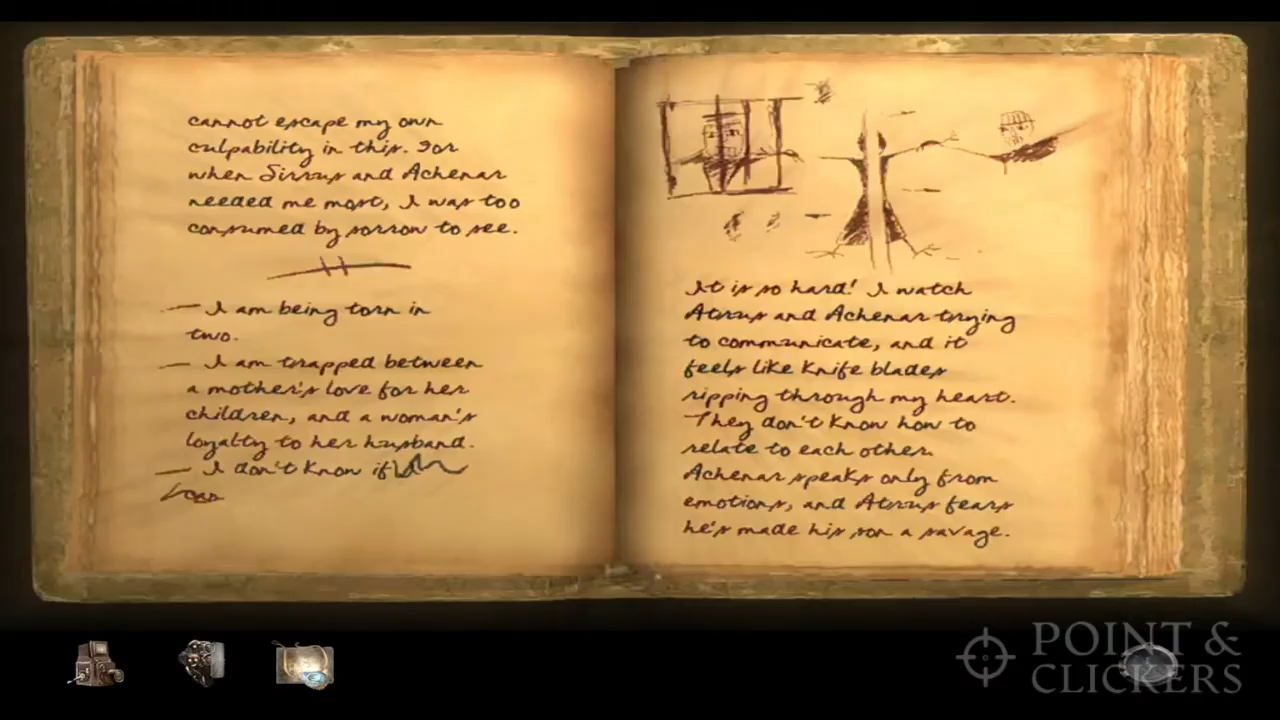 cannot escape my own
culpability in this. For
when Sirrus and Achenar
needed me most, I was too
consumed by sorrow to see.
— I am being torn in
two.
— I am trapped between
a mother's love for her
children, and a woman's
loyalty to her husband.
— I don't know if
I can
It is so hard! I watch
Atrus and Achenar trying
to communicate, and it
feels like knife blades
ripping through my heart.
They don't know how to
relate to each other.
Achenar speaks only from
emotions, and Atrus fears
he's made his son a savage.
POINT &
CLICKERS